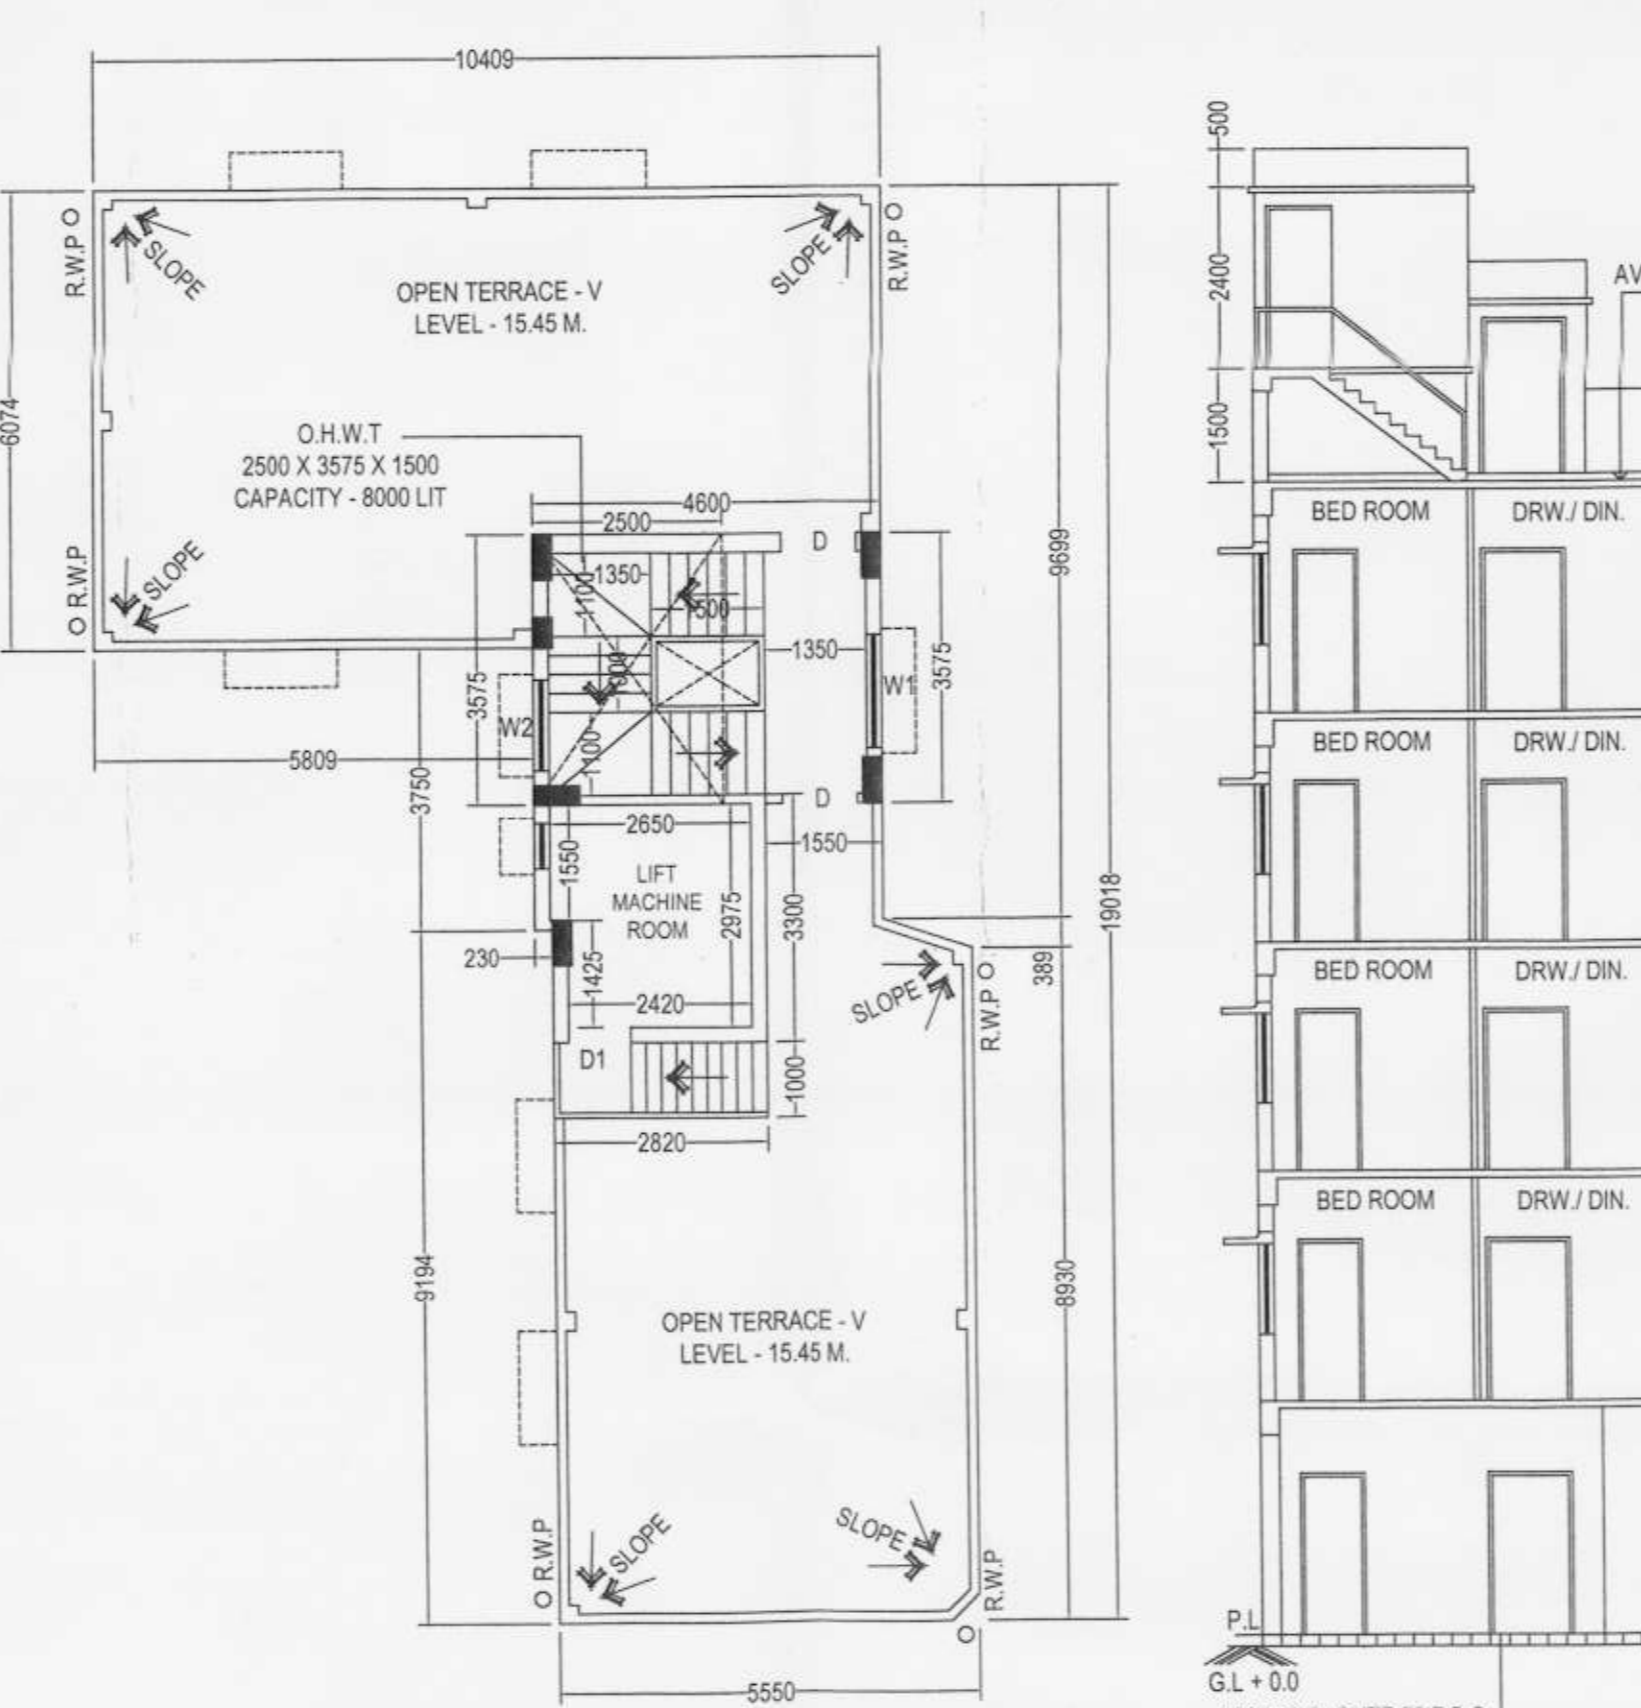 10409
R.W.P
SLOPE
SLOPE
R.W.P
OPEN TERRACE - V
LEVEL - 15.45 M.
6074
O.H.W.T
2500 X 3575 X 1500
CAPACITY - 8000 LIT
R.W.P
SLOPE
4600
2500
D
1350
1100
1500
1350
3575
W2
W1
3575
1100
5809
3750
D
2650
1550
1550
LIFT
MACHINE
ROOM
2975
3300
230
1425
2420
D1
1000
2820
9699
19018
389
SLOPE
R.W.P
9194
8930
OPEN TERRACE - V
LEVEL - 15.45 M.
R.W.P
SLOPE
SLOPE
R.W.P
5550
500
2400
1500
AV
BED ROOM
DRW./ DIN.
BED ROOM
DRW./ DIN.
BED ROOM
DRW./ DIN.
BED ROOM
DRW./ DIN.
P.L
G.L + 0.0